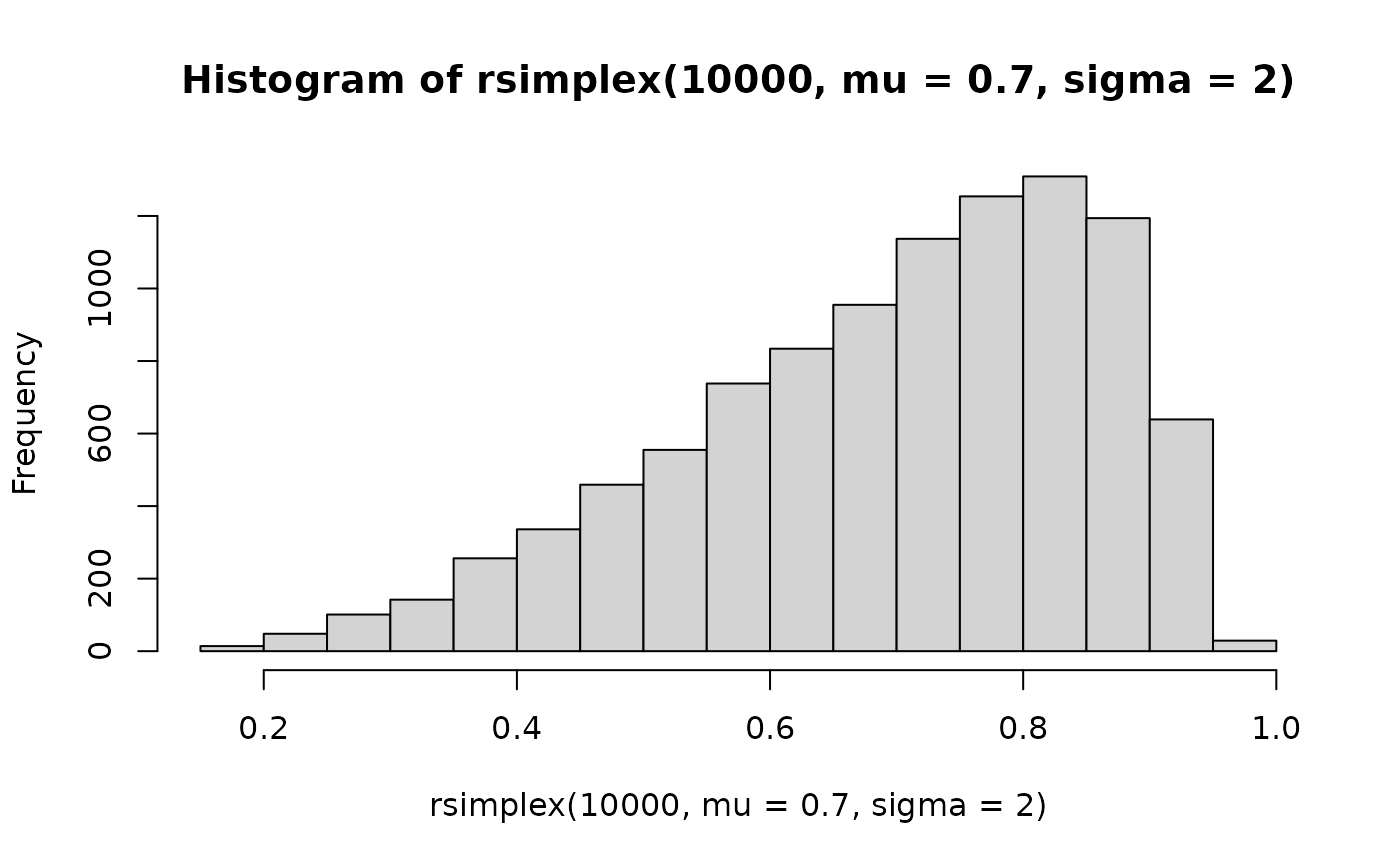 Histogram of rsimplex(10000, mu = 0.7, sigma = 2)
Frequency
1000
600
200
0
0.2 0.4 0.6 0.8 1.0
rsimplex(10000, mu = 0.7, sigma = 2)